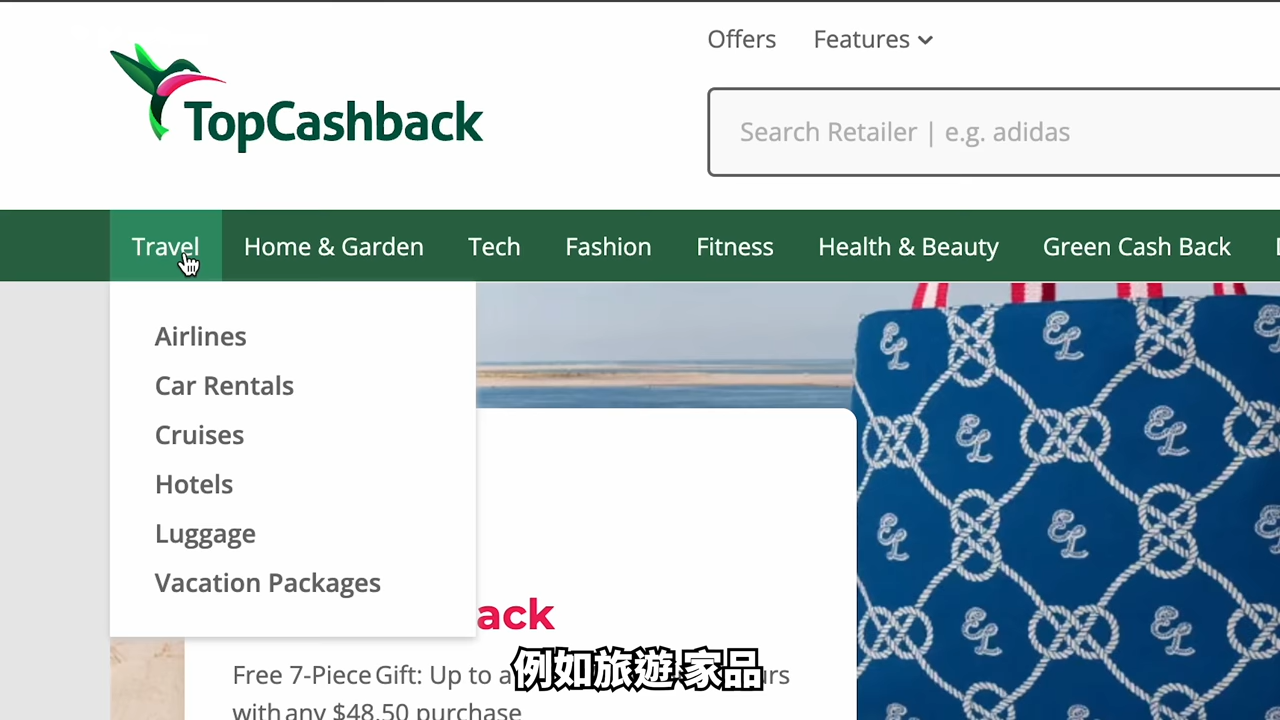 Offers Features
TopCashback
Search Retailer | e.g. adidas
Travel Home & Garden Tech Fashion Fitness Health & Beauty Green Cash Back
Airlines
Car Rentals
Cruises
Hotels
Luggage
Vacation Packages
ack
Free 7-Piece Gift: Up to a
例如旅遊 家品
with any $48.50 purchase